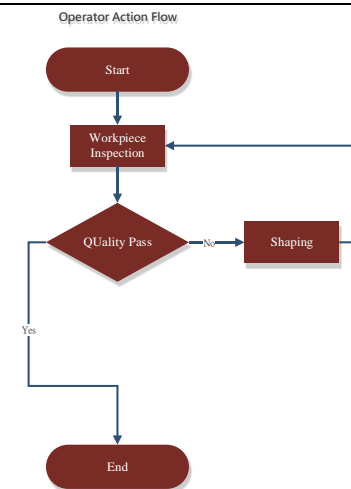 Operator Action Flow
Start
Workpiece
Inspection
QUality Pass
No
Shaping
Yes
End